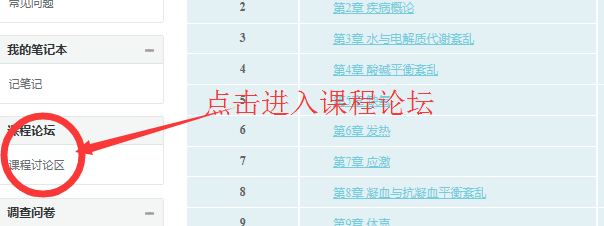 常见问题
我的笔记本
记笔记
课程论坛
课程讨论区
调查问卷
2 第2章 疾病概论
3 第3章 水与电解质代谢紊乱
4 第4章 酸碱平衡紊乱
5
点击进入课程论坛
6 第6章 发热
7 第7章 应激
8 第8章 凝血与抗凝血平衡紊乱
9 第9章 休克